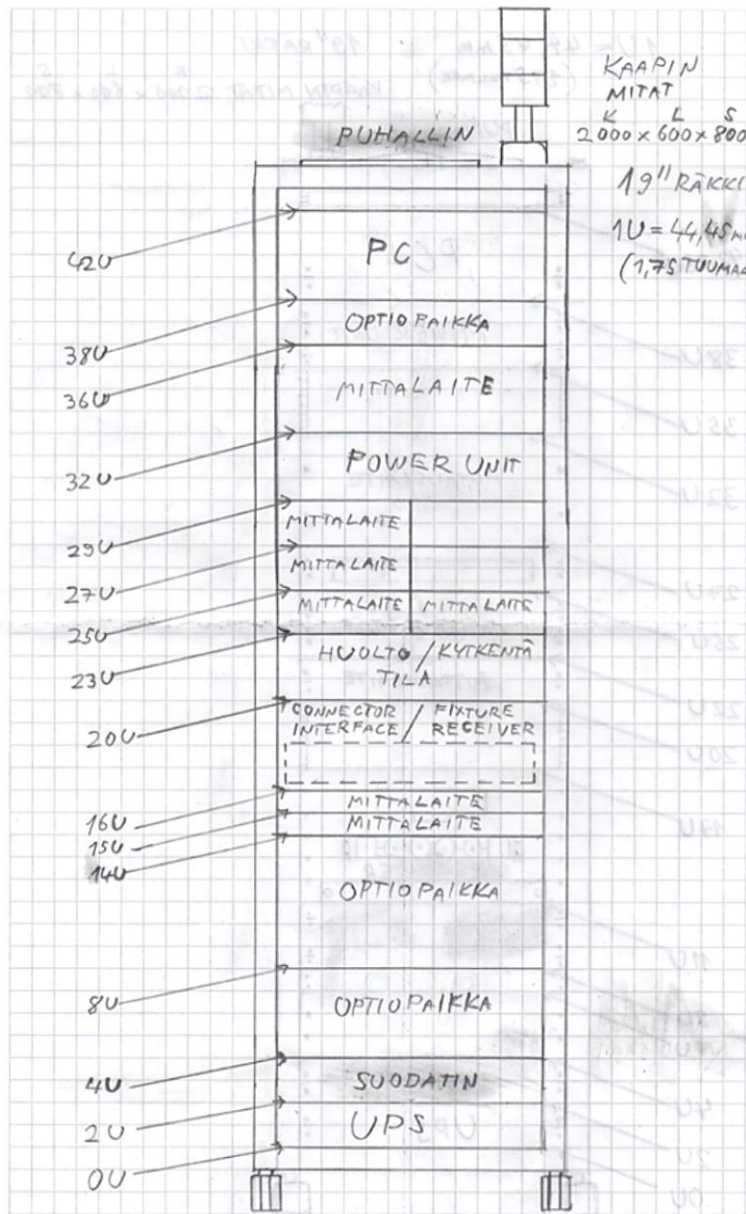 PUHALLIN
KAAPIN
MITAT
K L S
2000 x 600 x 800
19" RÄKKI
1U = 44,45 m
(1,75 TUUMAA
42U
PC
38U
OPTIOPAIKKA
36U
MITTALAITE
32U
POWER UNIT
29U
MITTALAITE
27U
MITTALAITE
25U
MITTALAITE MITTALAITE
23U
HUOLTO / KYTKENTÄ
TILA
20U
CONNECTOR / FIXTURE
INTERFACE RECEIVER
16U
MITTALAITE
15U
MITTALAITE
14U
OPTIOPAIKKA
8U
OPTIOPAIKKA
4U
SUODATIN
2U
UPS
0U